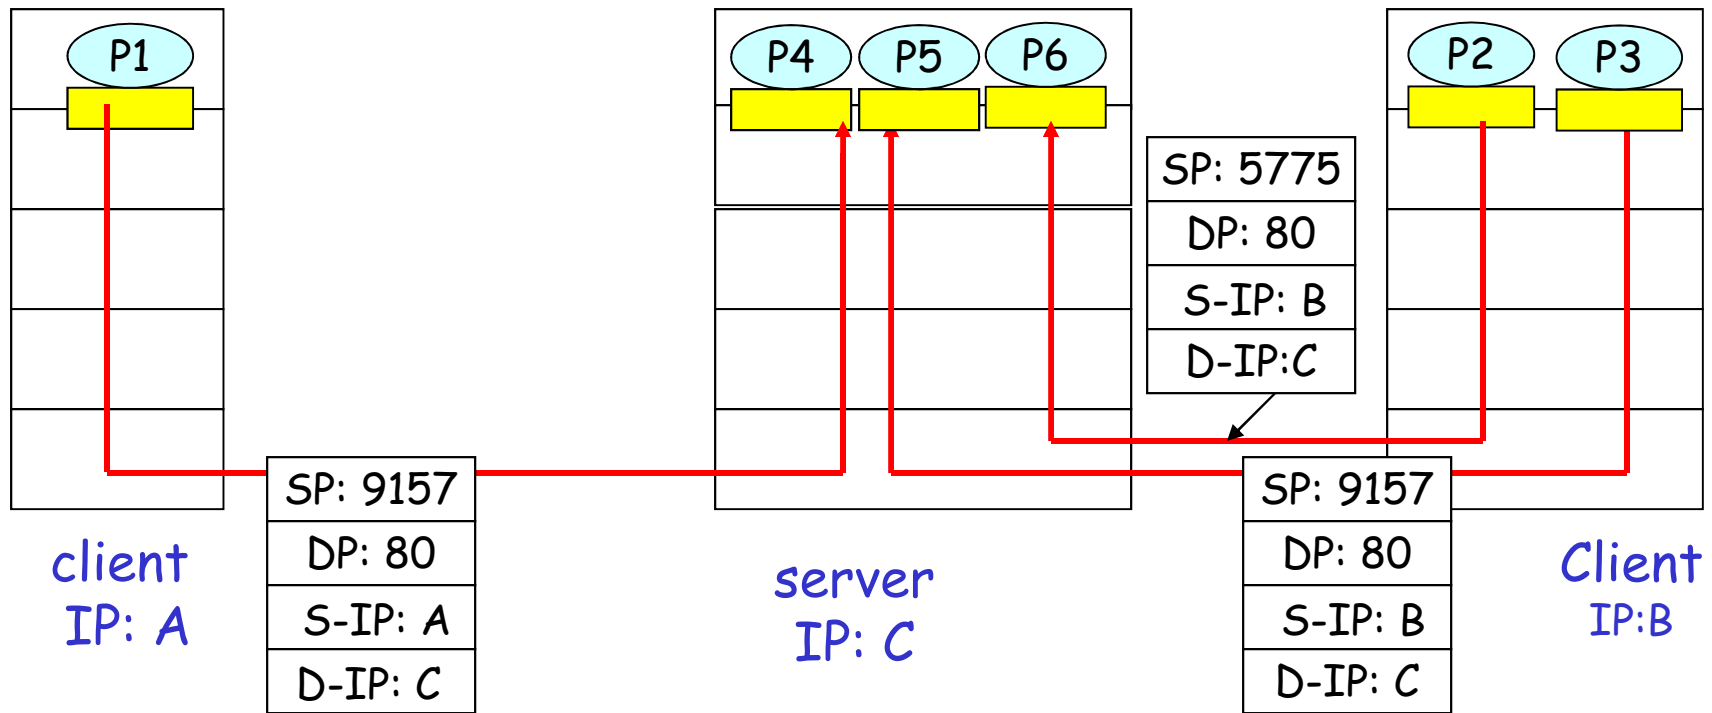 P1
P4
P5
P6
P2
P3
SP: 5775
DP: 80
S-IP: B
D-IP:C
SP: 9157
DP: 80
S-IP: A
D-IP: C
SP: 9157
DP: 80
S-IP: B
D-IP: C
client
IP: A
server
IP: C
Client
IP:B